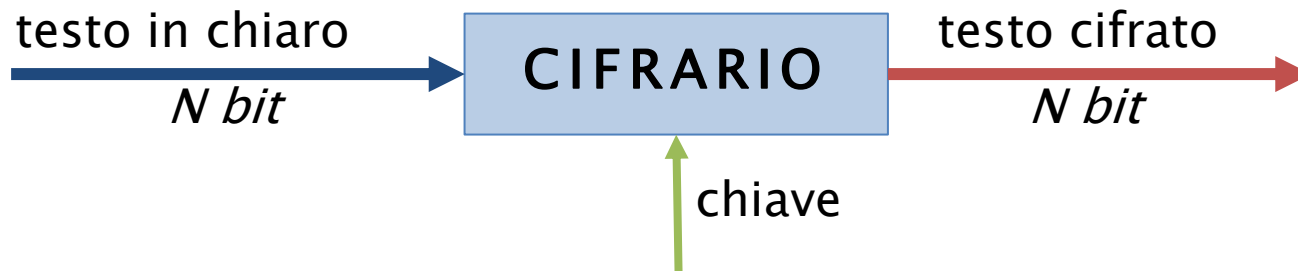 testo in chiaro
N bit
CIFRARIO
testo cifrato
N bit
chiave